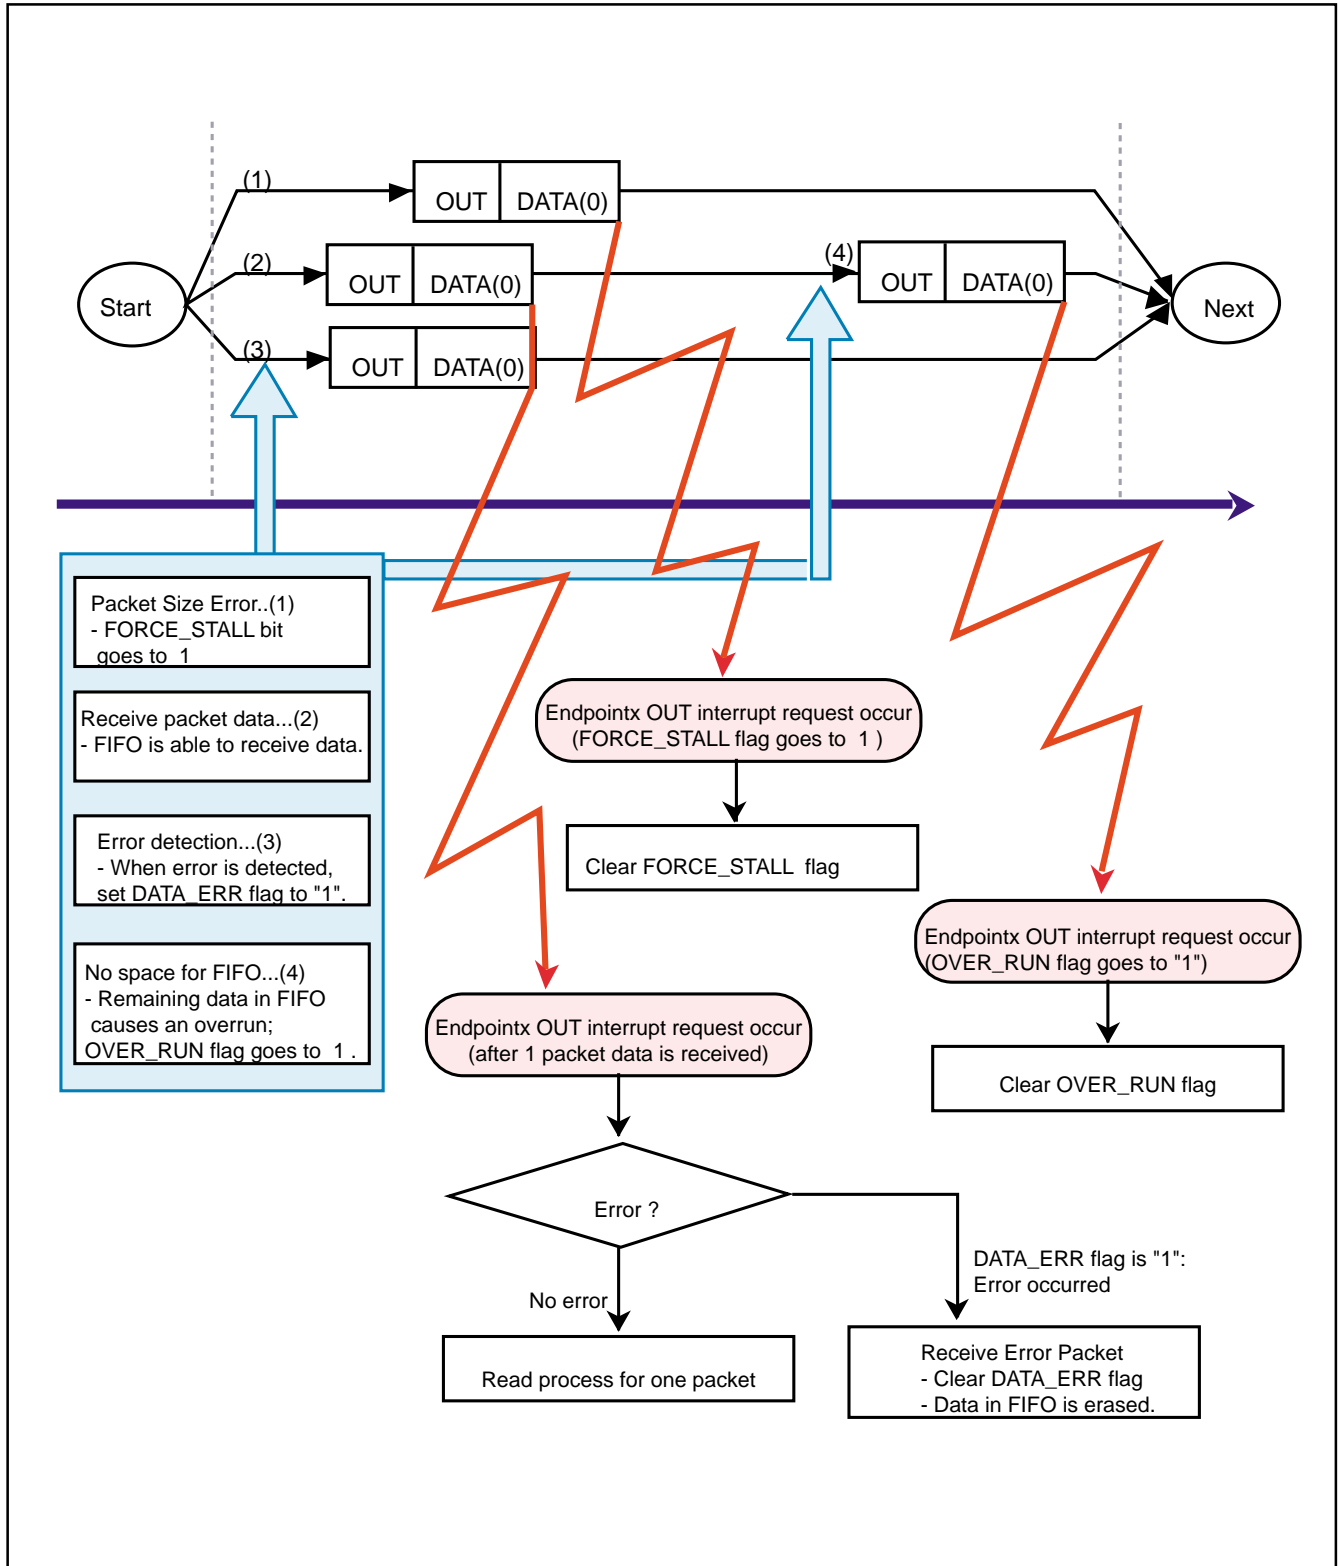 (1)
OUT DATA(0)
(2)
OUT DATA(0)
(4)
OUT DATA(0)
Start
Next
(3)
OUT DATA(0)
Packet Size Error..(1)
- FORCE_STALL bit
goes to 1
Receive packet data...(2)
- FIFO is able to receive data.
Error detection...(3)
- When error is detected,
set DATA_ERR flag to "1".
No space for FIFO...(4)
- Remaining data in FIFO
causes an overrun;
OVER_RUN flag goes to 1 .
Endpointx OUT interrupt request occur
(FORCE_STALL flag goes to 1 )
Clear FORCE_STALL flag
Endpointx OUT interrupt request occur
(OVER_RUN flag goes to "1")
Clear OVER_RUN flag
Endpointx OUT interrupt request occur
(after 1 packet data is received)
Error ?
No error
DATA_ERR flag is "1":
Error occurred
Read process for one packet
Receive Error Packet
- Clear DATA_ERR flag
- Data in FIFO is erased.